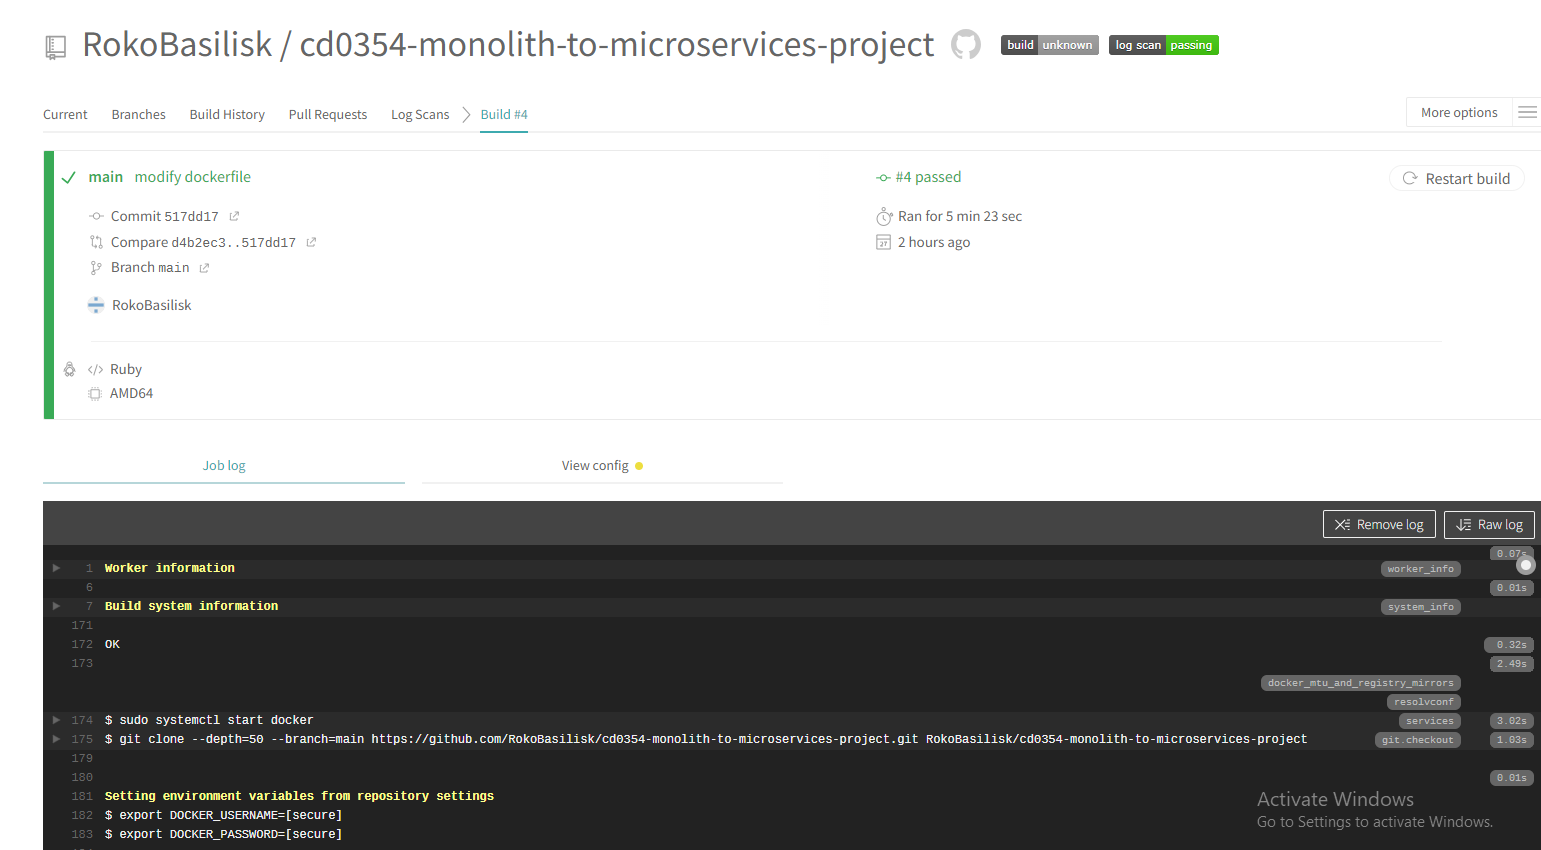 RokoBasilisk / cd0354-monolith-to-microservices-project build unknown log scan passing
Current Branches Build History Pull Requests Log Scans Build #4 More options
main modify dockerfile #4 passed Restart build
Commit 517dd17 Ran for 5 min 23 sec
Compare d4b2ec3..517dd17 2 hours ago
Branch main
RokoBasilisk
</> Ruby
AMD64
Job log View config
Remove log Raw log
0.07s
1 Worker information worker_info
6 0.01s
7 Build system information system_info
171
172 OK 0.32s
173 2.49s
docker_mtu_and_registry_mirrors
resolvconf
174 $ sudo systemctl start docker services 3.02s
175 $ git clone --depth=50 --branch=main https://github.com/RokoBasilisk/cd0354-monolith-to-microservices-project.git RokoBasilisk/cd0354-monolith-to-microservices-project git.checkout 1.03s
179
180 0.01s
181 Setting environment variables from repository settings
182 $ export DOCKER_USERNAME=[secure]
183 $ export DOCKER_PASSWORD=[secure]
Activate Windows
Go to Settings to activate Windows.